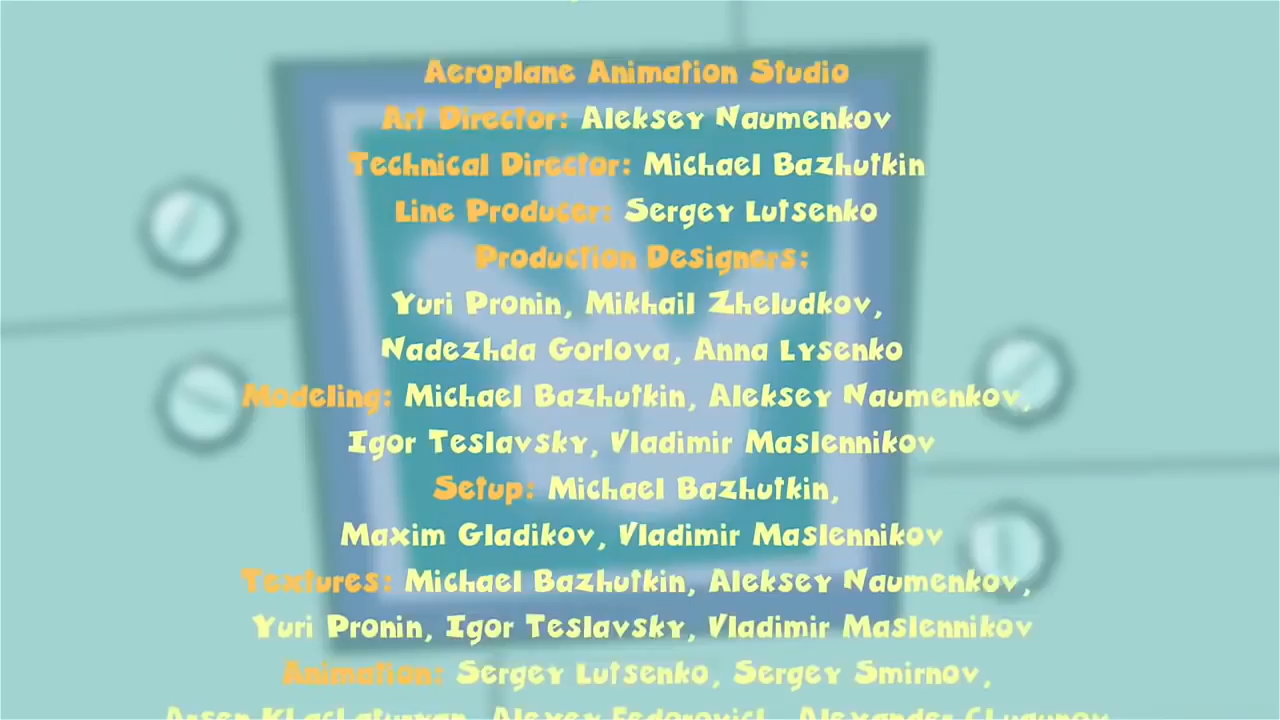 Aeroplane Animation Studio
Art Director: Aleksey Naumenkov
Technical Director: Michael Bazhutkin
Line Producer: Sergey Lutsenko
Production Designers:
Yuri Pronin, Mikhail Zheludkov,
Nadezhda Gorlova, Anna Lysenko
Modeling: Michael Bazhutkin, Aleksey Naumenkov,
Igor Teslavsky, Vladimir Maslennikov
Setup: Michael Bazhutkin,
Maxim Gladikov, Vladimir Maslennikov
Textures: Michael Bazhutkin, Aleksey Naumenkov,
Yuri Pronin, Igor Teslavsky, Vladimir Maslennikov
Animation: Sergey Lutsenko, Sergey Smirnov,
Arsen Alexey Alexander